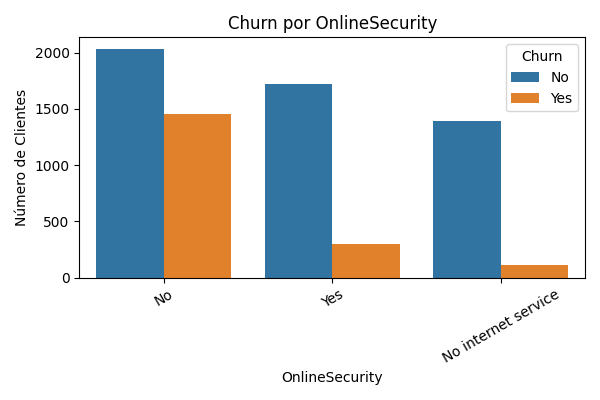 Churn por OnlineSecurity
Número de Clientes
2000
1500
1000
500
0
Churn
No
Yes
No
Yes
No internet service
OnlineSecurity